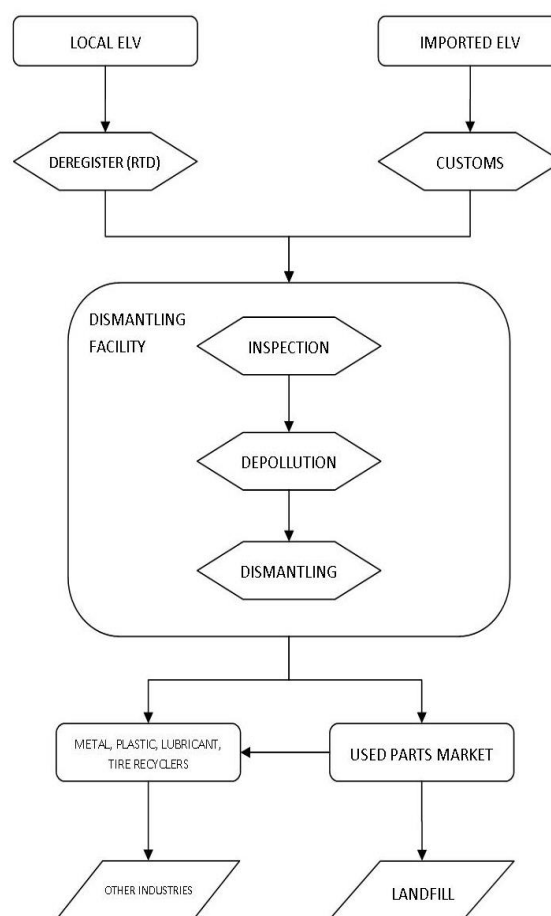 LOCAL ELV
IMPORTED ELV
DEREGISTER (RTD)
CUSTOMS
DISMANTLING
FACILITY
INSPECTION
DEPOLLUTION
DISMANTLING
METAL, PLASTIC, LUBRICANT,
TIRE RECYCLERS
USED PARTS MARKET
OTHER INDUSTRIES
LANDFILL